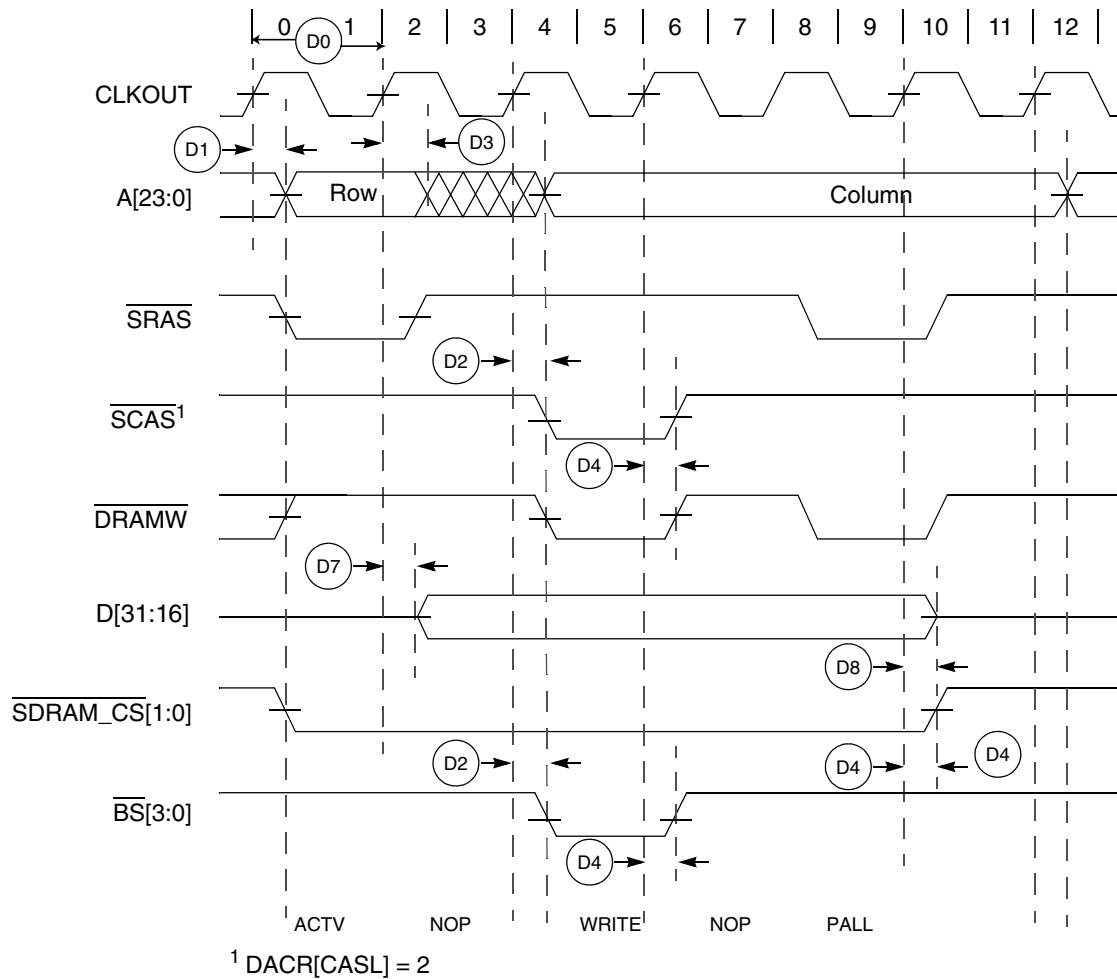 0 1 2 3 4 5 6 7 8 9 10 11 12
D0
CLKOUT
D1
D3
A[23:0]
Row
Column
SRAS
D2
SCAS1
D4
DRAMW
D7
D[31:16]
D8
SDRAM_CS[1:0]
D2
D4
D4
BS[3:0]
D4
ACTV NOP WRITE NOP PALL
1 DACR[CASL] = 2